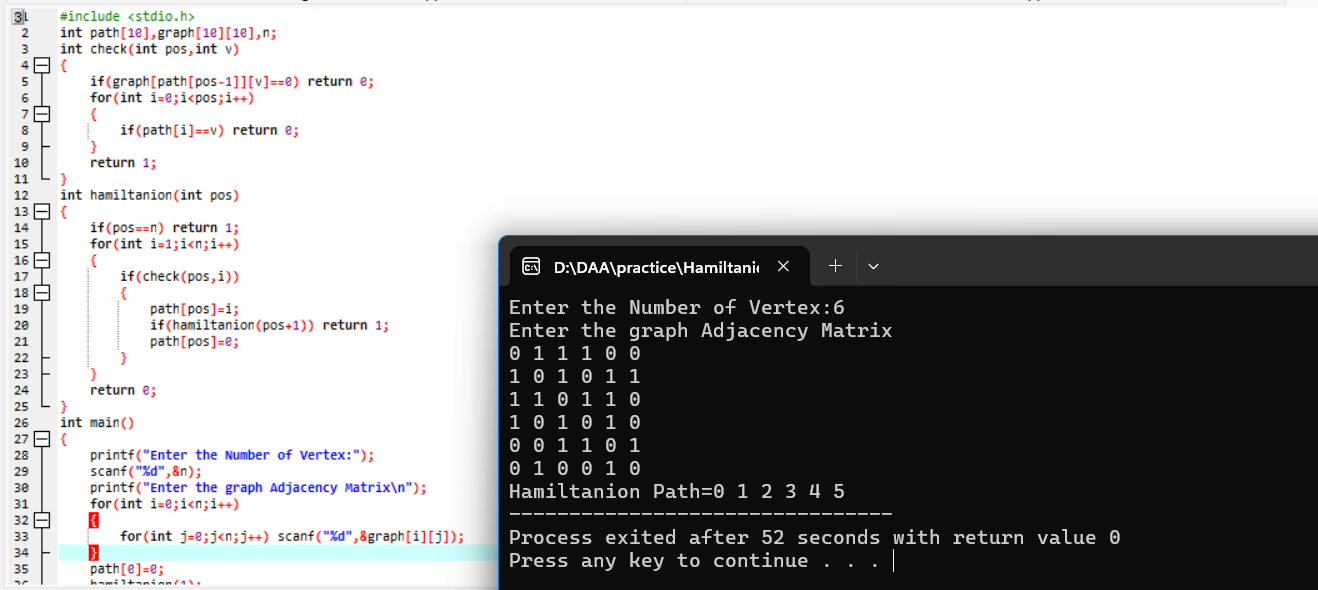 31
#include <stdio.h>
2 int path[10],graph[10][10],n;
3 int check(int pos,int v)
4 {
5 if(graph[path[pos-1]][v]==0) return 0;
6 for(int i=0;i<pos;i++)
7 {
8 if(path[i]==v) return 0;
9 }
10 return 1;
11 }
12 int hamiltanion(int pos)
13 {
14 if(pos==n) return 1;
15 for(int i=1;i<n;i++)
16 {
17 if(check(pos,i))
18 {
19 path[pos]=i;
20 if(hamiltanion(pos+1)) return 1;
21 path[pos]=0;
22 }
23 }
24 return 0;
25 }
26 int main()
27 {
28 printf("Enter the Number of Vertex:");
29 scanf("%d",&n);
30 printf("Enter the graph Adjacency Matrix\n");
31 for(int i=0;i<n;i++)
32 {
33 for(int j=0;j<n;j++) scanf("%d",&graph[i][j]);
34 }
35 path[0]=0;
hamiltanion(1);
D:\DAA\practice\Hamiltani
Enter the Number of Vertex:6
Enter the graph Adjacency Matrix
0 1 1 1 0 0
1 0 1 0 1 1
1 1 0 1 1 0
1 0 1 0 1 0
0 0 1 1 0 1
0 1 0 0 1 0
Hamiltanion Path=0 1 2 3 4 5
--------------------------------
Process exited after 52 seconds with return value 0
Press any key to continue . . .